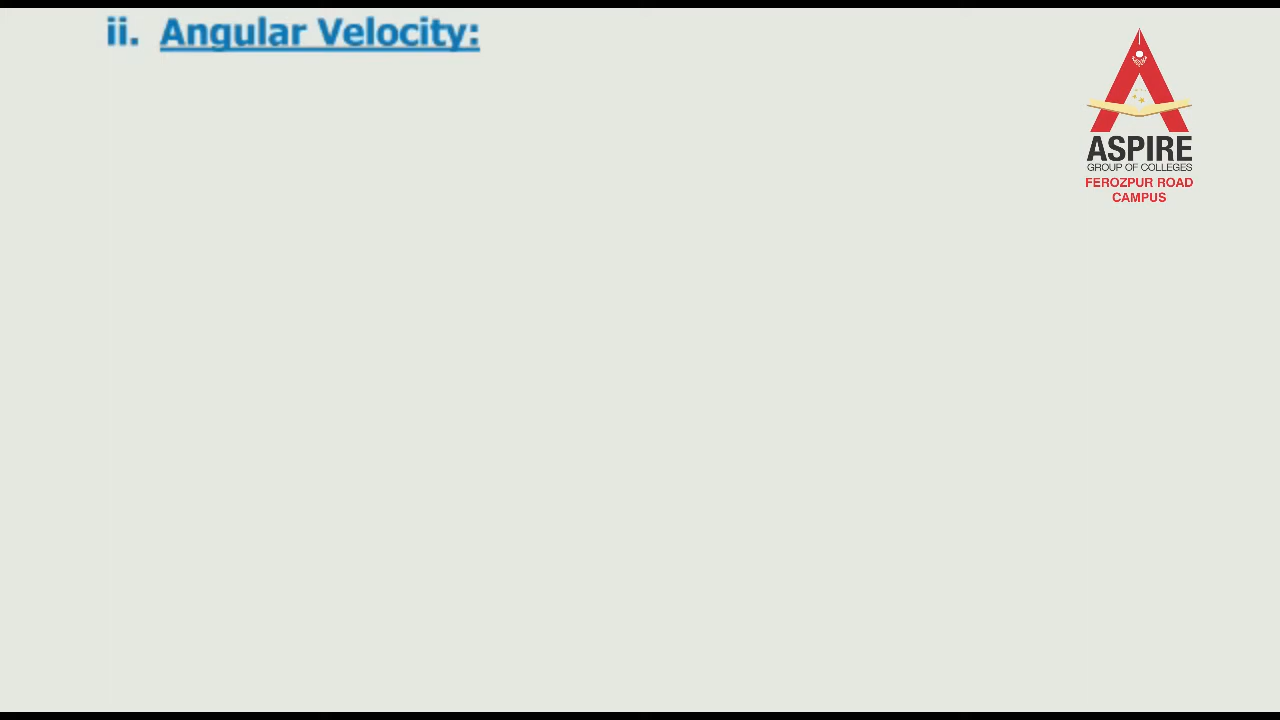 ii. Angular Velocity:
ASPIRE
GROUP OF COLLEGES
FEROZPUR ROAD
CAMPUS